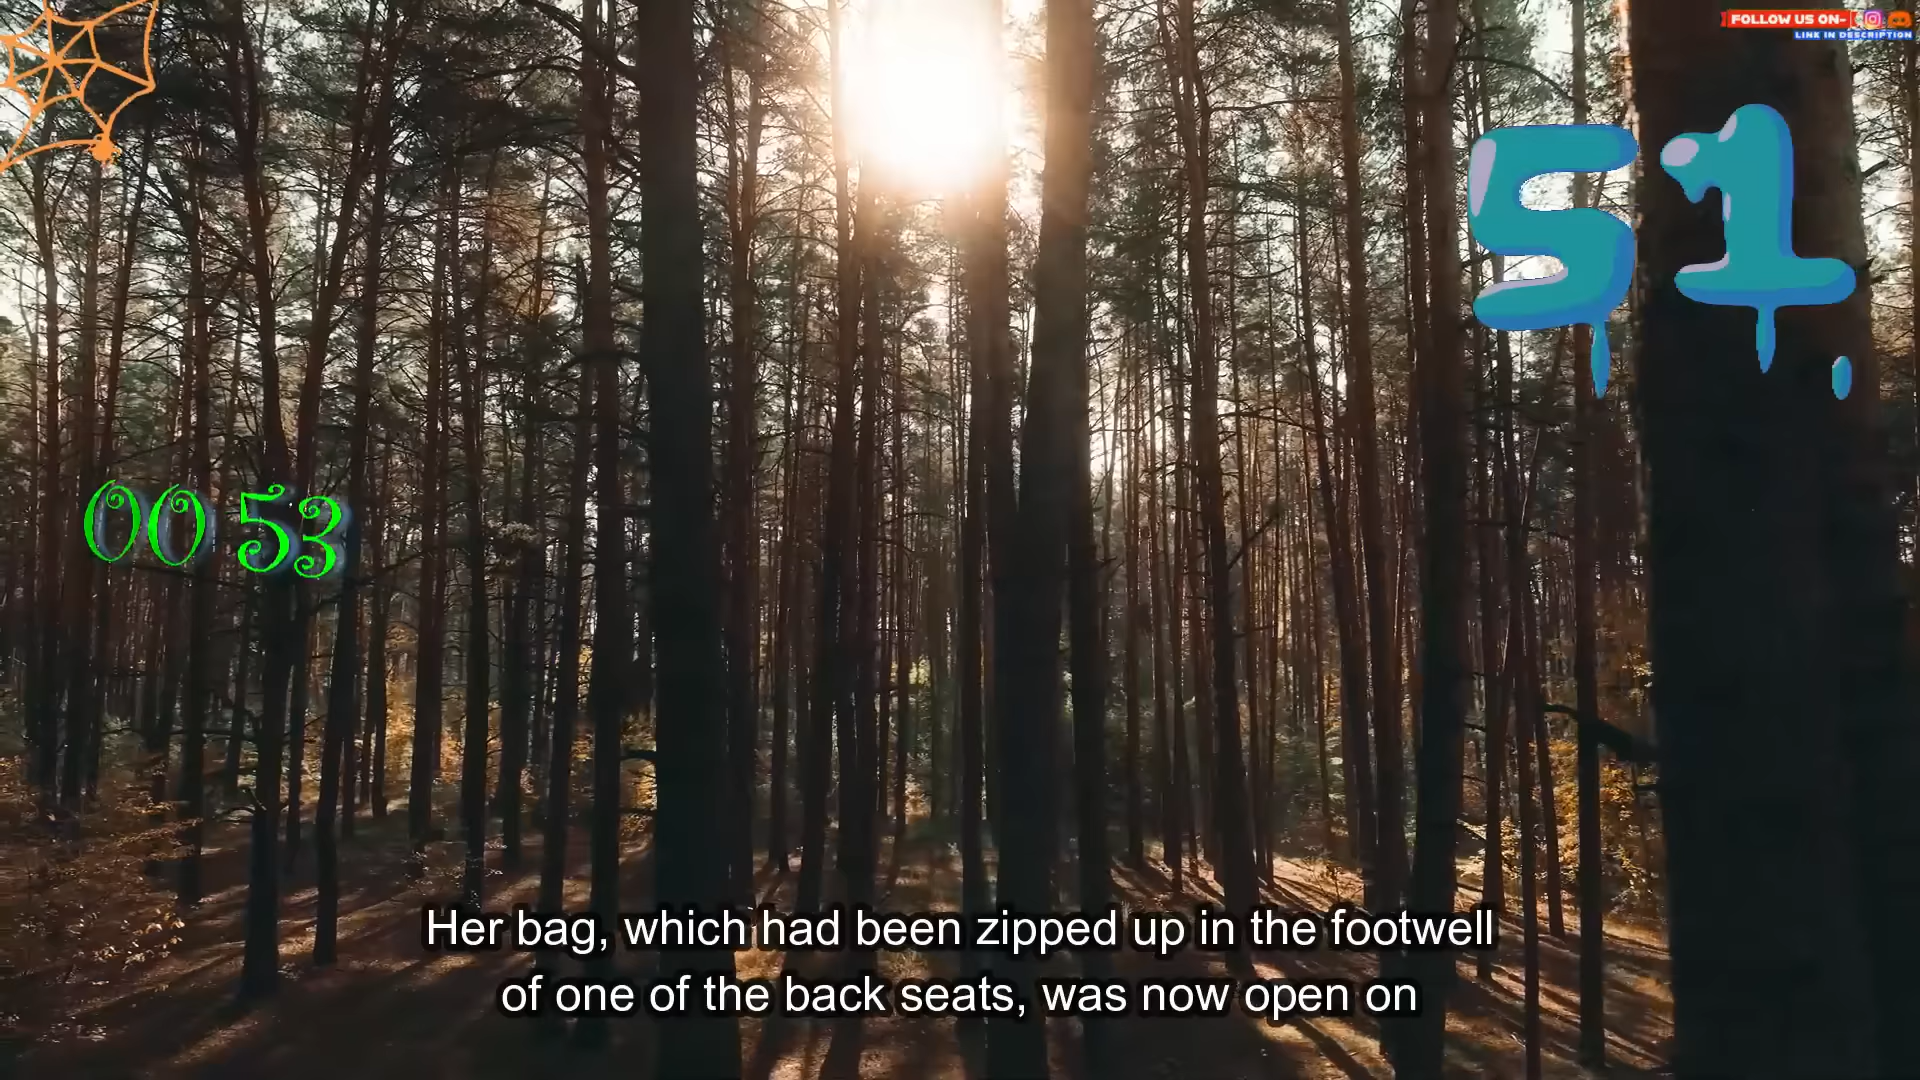 FOLLOW US ON-
LINK IN DESCRIPTION
51
00 53
Her bag, which had been zipped up in the footwell
of one of the back seats, was now open on